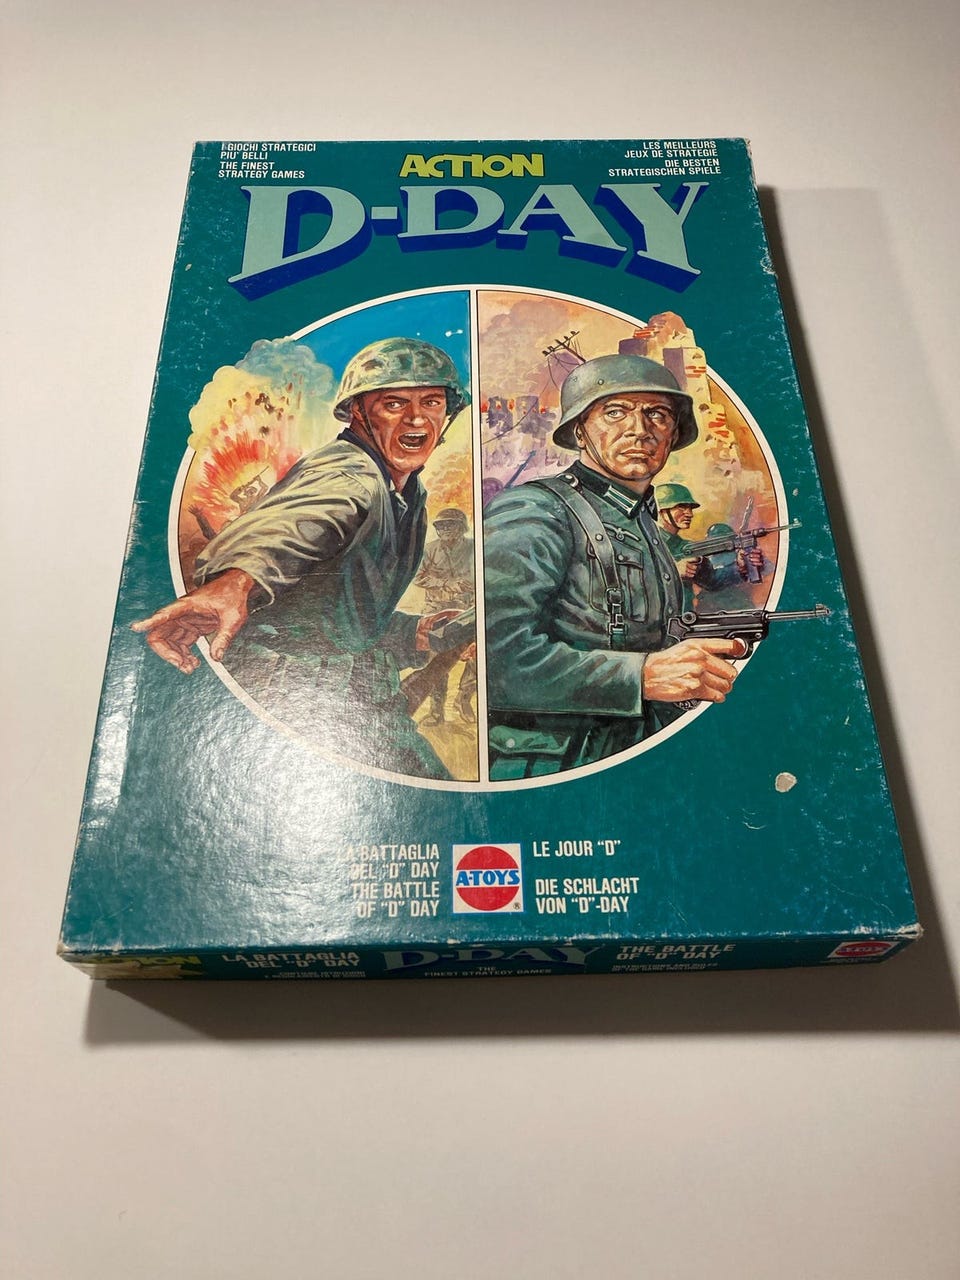 I GIOCHI STRATEGICI
PIU' BELLI
THE FINEST
STRATEGY GAMES
ACTION
LES MEILLEURS
JEUX DE STRATEGIE
DIE BESTEN
STRATEGISCHEN SPIELE
D-DAY
LA BATTAGLIA
DEL "D" DAY
THE BATTLE
OF "D" DAY
A-TOYS
®
LE JOUR "D"
DIE SCHLACHT
VON "D"-DAY
LA BATTAGLIA
DEL "D" DAY
D-DAY
THE
FINEST STRATEGY GAMES
THE BATTLE
OF "D" DAY